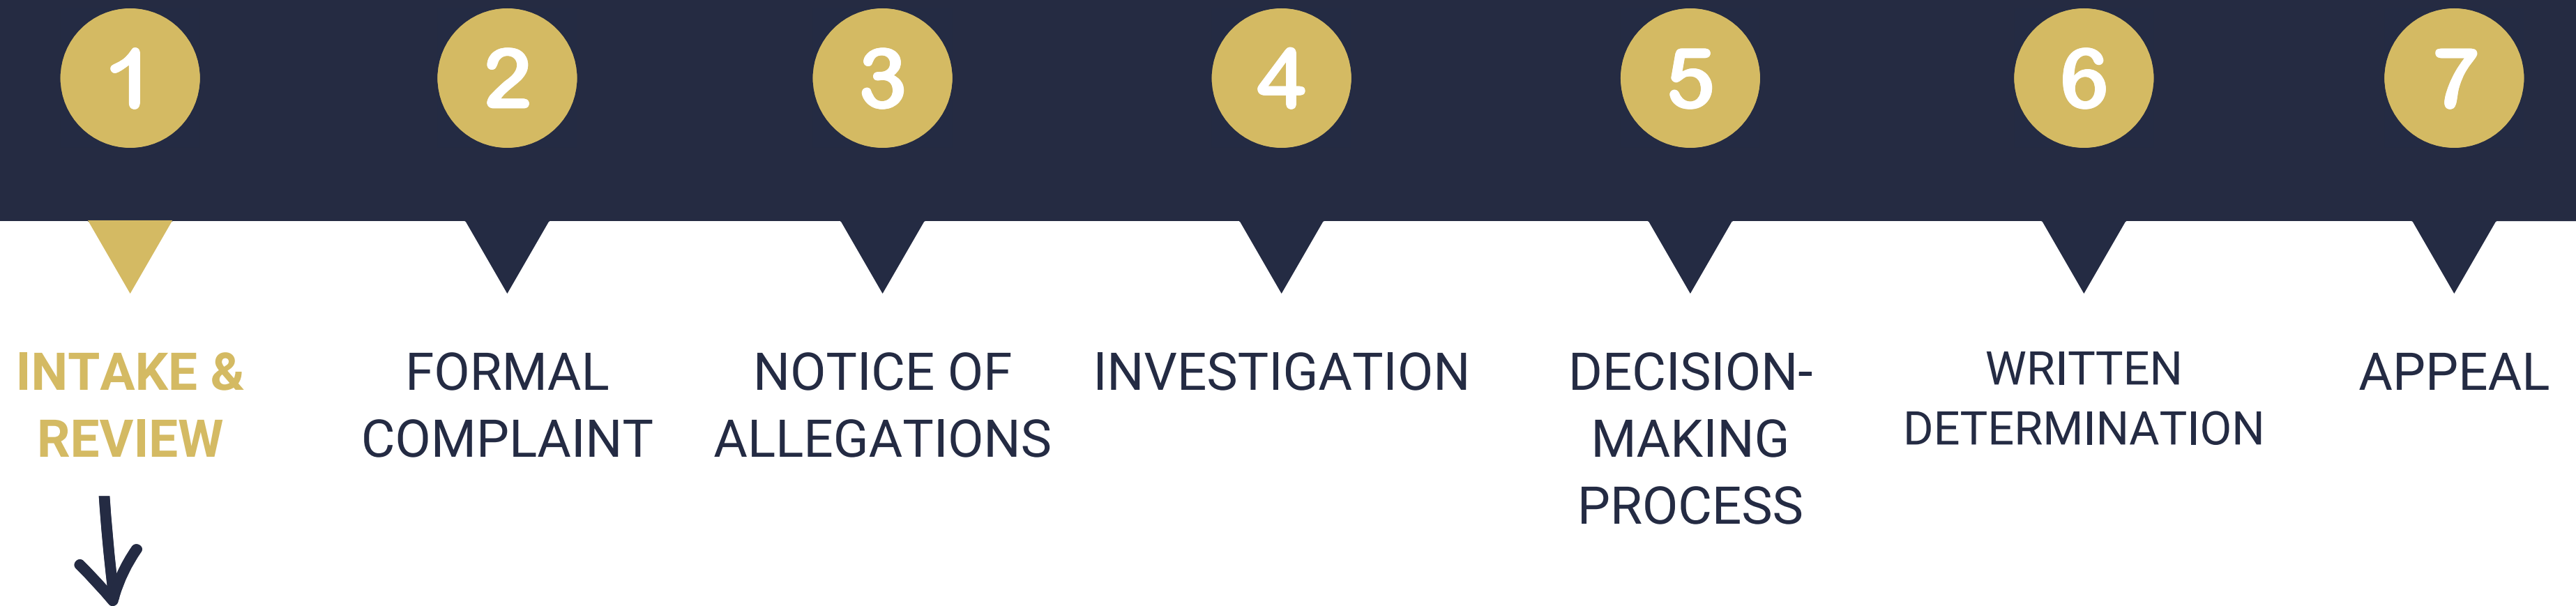 1
2
3
4
5
6
7
INTAKE &
REVIEW
FORMAL
COMPLAINT
NOTICE OF
ALLEGATIONS
INVESTIGATION
DECISION-
MAKING
PROCESS
WRITTEN
DETERMINATION
APPEAL